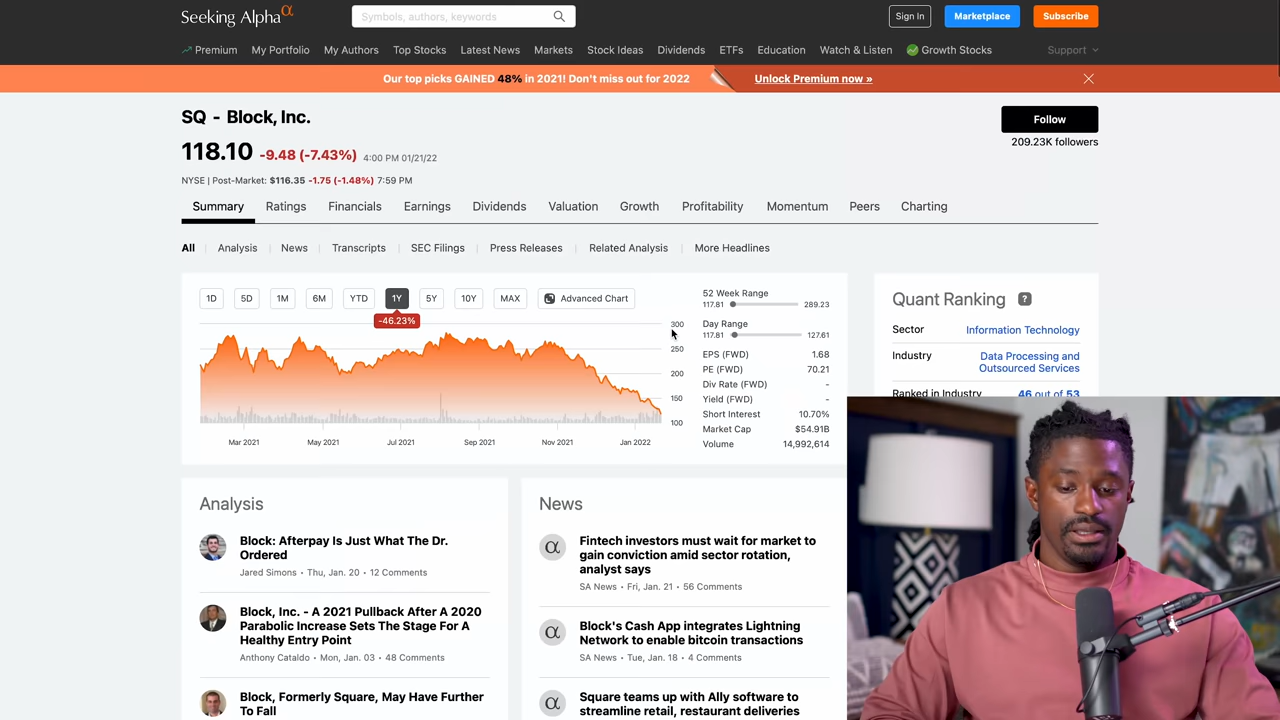 Seeking Alpha α
Symbols, authors, keywords
Sign In
Marketplace
Subscribe
Premium My Portfolio My Authors Top Stocks Latest News Markets Stock Ideas Dividends ETFs Education Watch & Listen Growth Stocks Support
Our top picks GAINED 48% in 2021! Don't miss out for 2022 Unlock Premium now »
SQ - Block, Inc.
Follow
118.10 -9.48 (-7.43%) 4:00 PM 01/21/22
209.23K followers
NYSE | Post-Market: $116.35 -1.75 (-1.48%) 7:59 PM
Summary Ratings Financials Earnings Dividends Valuation Growth Profitability Momentum Peers Charting
All Analysis News Transcripts SEC Filings Press Releases Related Analysis More Headlines
1D 5D 1M 6M YTD 1Y 5Y 10Y MAX Advanced Chart
-46.23%
300
250
200
150
100
Mar 2021 May 2021 Jul 2021 Sep 2021 Nov 2021 Jan 2022
52 Week Range
117.81 289.23
Day Range
117.81 127.61
EPS (FWD) 1.68
PE (FWD) 70.21
Div Rate (FWD) -
Yield (FWD) -
Short Interest 10.70%
Market Cap $54.91B
Volume 14,992,614
Quant Ranking ?
Sector Information Technology
Industry Data Processing and
Outsourced Services
Ranked in Industry 46 out of 53
Analysis
Block: Afterpay Is Just What The Dr.
Ordered
Jared Simons • Thu, Jan. 20 • 12 Comments
Block, Inc. - A 2021 Pullback After A 2020
Parabolic Increase Sets The Stage For A
Healthy Entry Point
Anthony Cataldo • Mon, Jan. 03 • 48 Comments
Block, Formerly Square, May Have Further
To Fall
News
α
Fintech investors must wait for market to
gain conviction amid sector rotation,
analyst says
SA News • Fri, Jan. 21 • 56 Comments
α
Block's Cash App integrates Lightning
Network to enable bitcoin transactions
SA News • Tue, Jan. 18 • 4 Comments
α
Square teams up with Ally software to
streamline retail, restaurant deliveries